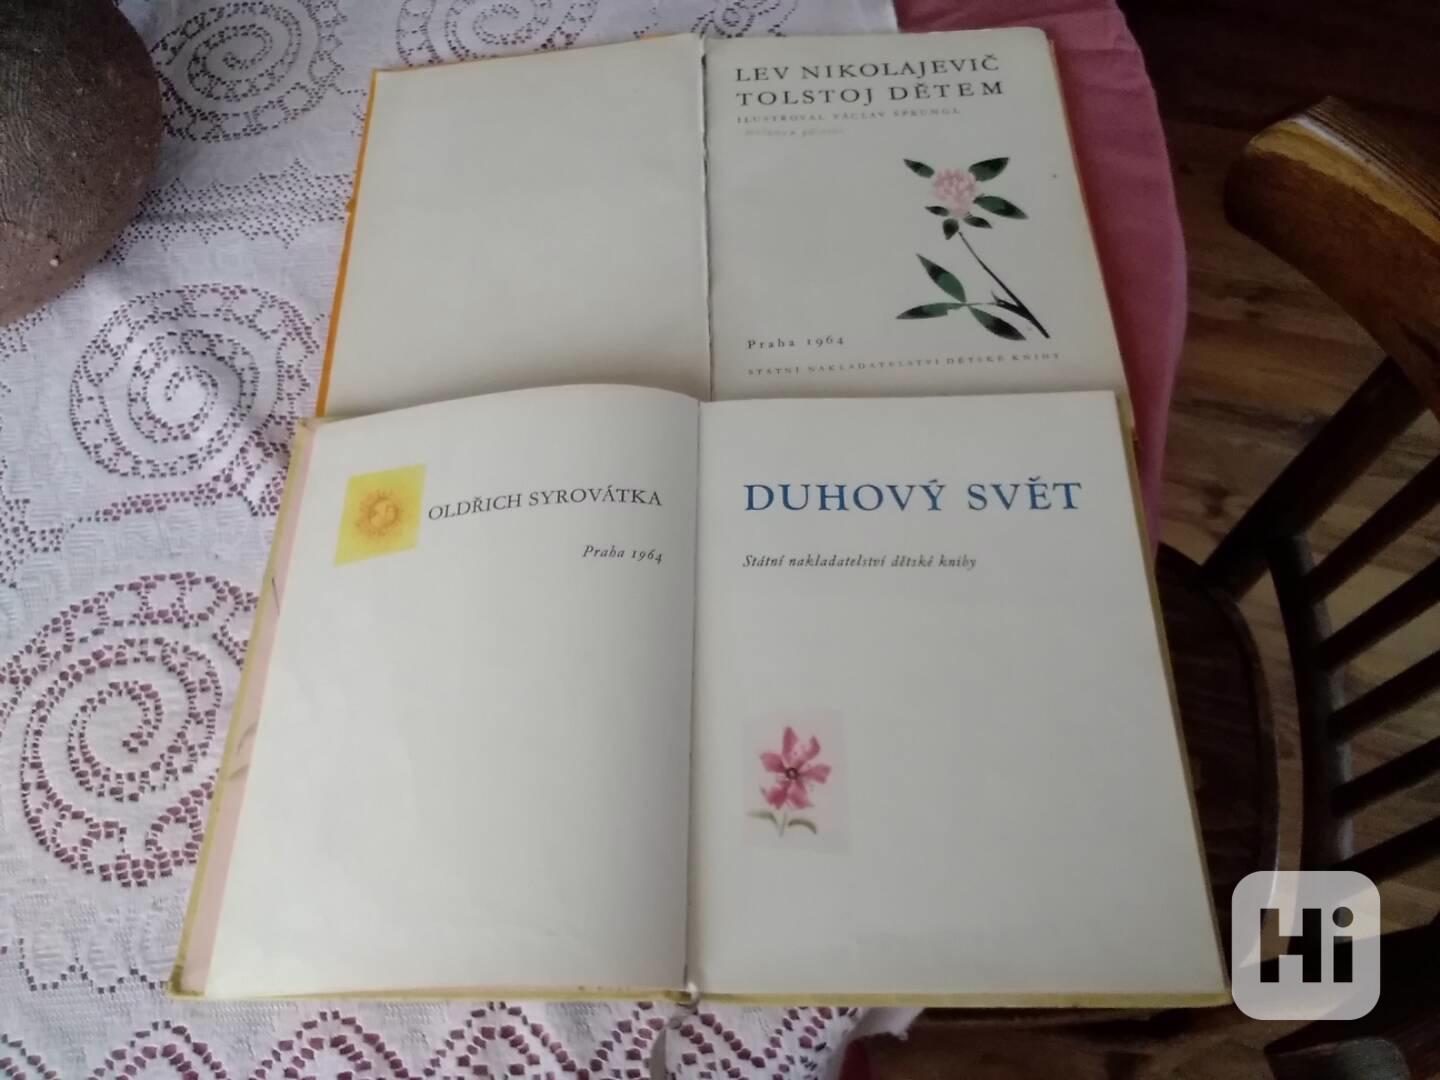 LEV NIKOLAJEVIČ
TOLSTOJ DĚTEM
ILUSTROVAL VÁCLAV SPRUNGL
Praha 1964
STÁTNÍ NAKLADATELSTVÍ DĚTSKÉ KNIHY
OLDŘICH SYROVÁTKA
Praha 1964
DUHOVÝ SVĚT
Státní nakladatelství dětské knihy
Hi